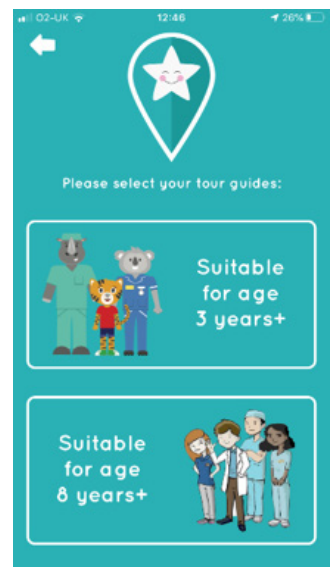 O2-UK 12:46 26%
Please select your tour guides:
Suitable
for age
3 years+
Suitable
for age
8 years+